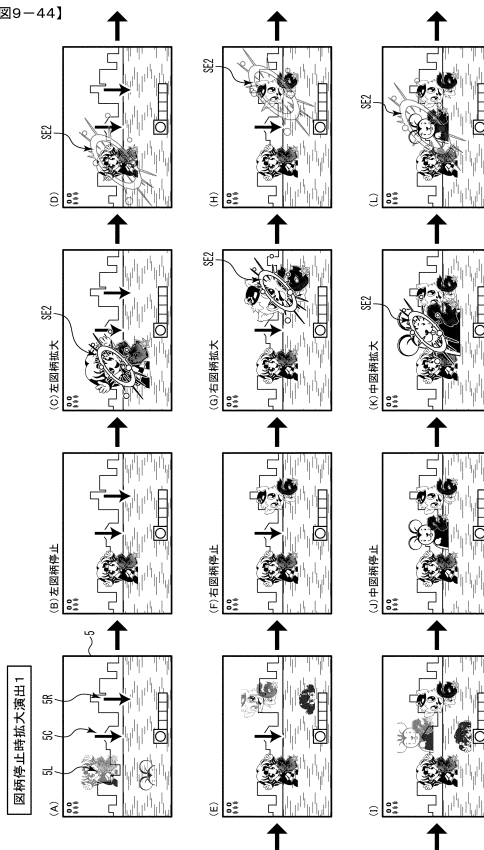 図9-44】
図柄停止時拡大演出1
(A)
5L
5C
5R
5
(B)左図柄停止
(C)左図柄拡大
SE2
(D)
SE2
(E)
(F)右図柄停止
(G)右図柄拡大
SE2
(H)
SE2
(I)
(J)中図柄停止
(K)中図柄拡大
SE2
(L)
SE2